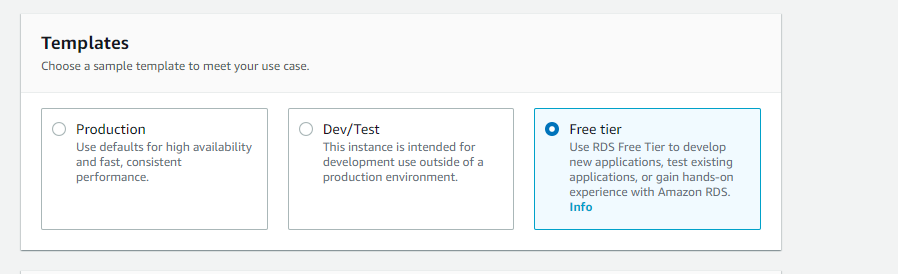 Templates
Choose a sample template to meet your use case.
Production
Use defaults for high availability
and fast, consistent
performance.
Dev/Test
This instance is intended for
development use outside of a
production environment.
Free tier
Use RDS Free Tier to develop
new applications, test existing
applications, or gain hands-on
experience with Amazon RDS.
Info